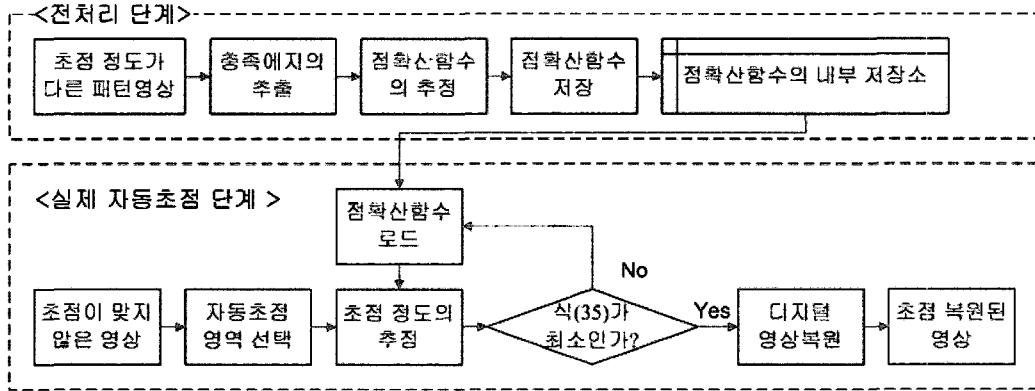 <전처리 단계>
초점 정도가
다른 패턴영상
충족에지의
추출
점확산함수
의 추정
점확산함수
저장
점확산함수의 내부 저장소
<실제 자동초점 단계 >
점확산함수
로드
No
초점이 맞지
않은 영상
자동초점
영역 선택
초점 정도의
추정
식(35)가
최소인가?
Yes
디지털
영상복원
초점 복원된
영상